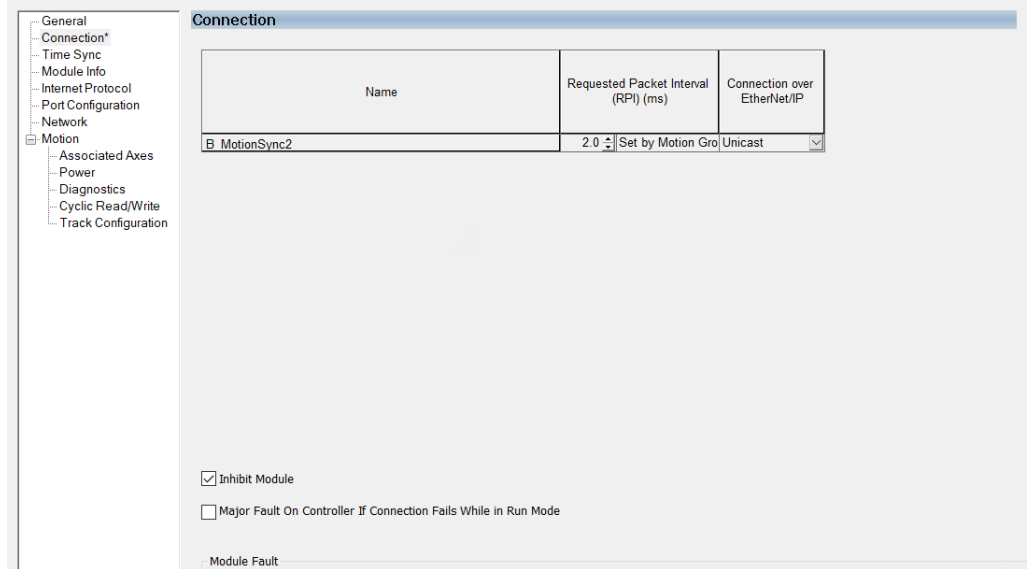 General
Connection*
Time Sync
Module Info
Internet Protocol
Port Configuration
Network
Motion
Associated Axes
Power
Diagnostics
Cyclic Read/Write
Track Configuration
Connection
Name
Requested Packet Interval
(RPI) (ms)
Connection over
EtherNet/IP
B MotionSync2
2.0
Set by Motion Gro
Unicast
Inhibit Module
Major Fault On Controller If Connection Fails While in Run Mode
Module Fault